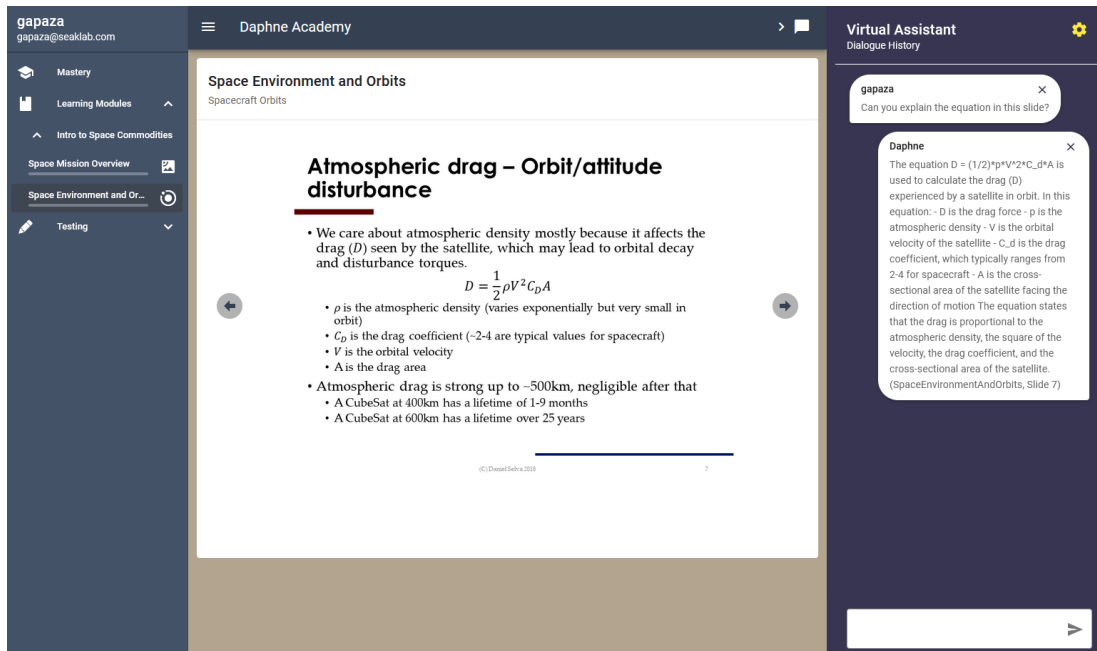 gapaza
gapaza@seaklab.com
Mastery
Learning Modules
Intro to Space Commodities
Space Mission Overview
Space Environment and Or...
Testing
Daphne Academy
Space Environment and Orbits
Spacecraft Orbits
Atmospheric drag – Orbit/attitude
disturbance
• We care about atmospheric density mostly because it affects the
drag (D) seen by the satellite, which may lead to orbital decay
and disturbance torques.
D = 1/2 ρV²C_D A
• ρ is the atmospheric density (varies exponentially but very small in
orbit)
• C_D is the drag coefficient (~2-4 are typical values for spacecraft)
• V is the orbital velocity
• A is the drag area
• Atmospheric drag is strong up to ~500km, negligible after that
• A CubeSat at 400km has a lifetime of 1-9 months
• A CubeSat at 600km has a lifetime over 25 years
(C) Daniel Selva 2018
7
Virtual Assistant
Dialogue History
gapaza
Can you explain the equation in this slide?
Daphne
The equation D = (1/2)*p*V^2*C_d*A is
used to calculate the drag (D)
experienced by a satellite in orbit. In this
equation: - D is the drag force - p is the
atmospheric density - V is the orbital
velocity of the satellite - C_d is the drag
coefficient, which typically ranges from
2-4 for spacecraft - A is the cross-
sectional area of the satellite facing the
direction of motion The equation states
that the drag is proportional to the
atmospheric density, the square of the
velocity, the drag coefficient, and the
cross-sectional area of the satellite.
(SpaceEnvironmentAndOrbits, Slide 7)